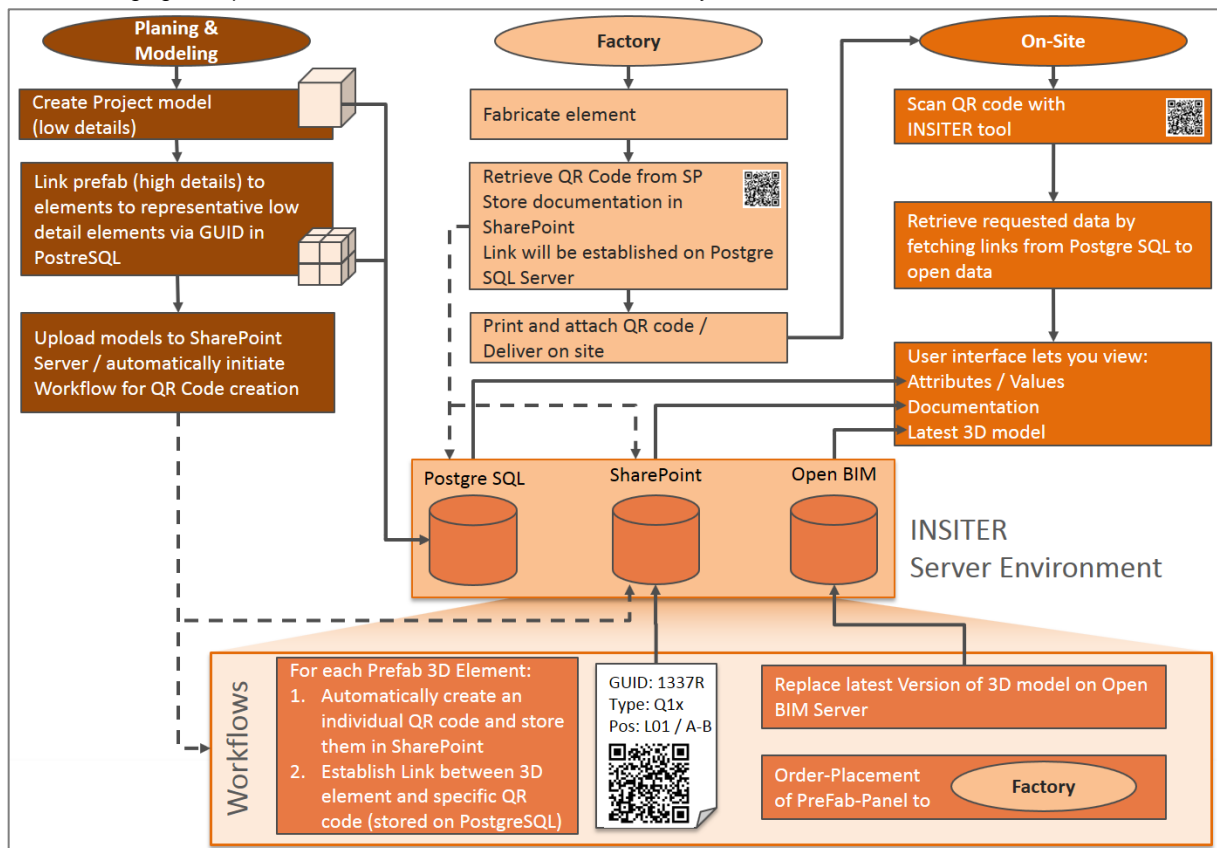 Planing &
Modeling
Create Project model
(low details)
Link prefab (high details) to
elements to representative low
detail elements via GUID in
PostreSQL
Upload models to SharePoint
Server / automatically initiate
Workflow for QR Code creation
Factory
Fabricate element
Retrieve QR Code from SP
Store documentation in
SharePoint
Link will be established on Postgre
SQL Server
Print and attach QR code /
Deliver on site
On-Site
Scan QR code with
INSITER tool
Retrieve requested data by
fetching links from Postgre SQL to
open data
User interface lets you view:
Attributes / Values
Documentation
Latest 3D model
Postgre SQL
SharePoint
Open BIM
INSITER
Server Environment
Workflows
For each Prefab 3D Element:
1. Automatically create an
individual QR code and store
them in SharePoint
2. Establish Link between 3D
element and specific QR
code (stored on PostgreSQL)
GUID: 1337R
Type: Q1x
Pos: L01 / A-B
Replace latest Version of 3D model on Open
BIM Server
Order-Placement
of PreFab-Panel to
Factory